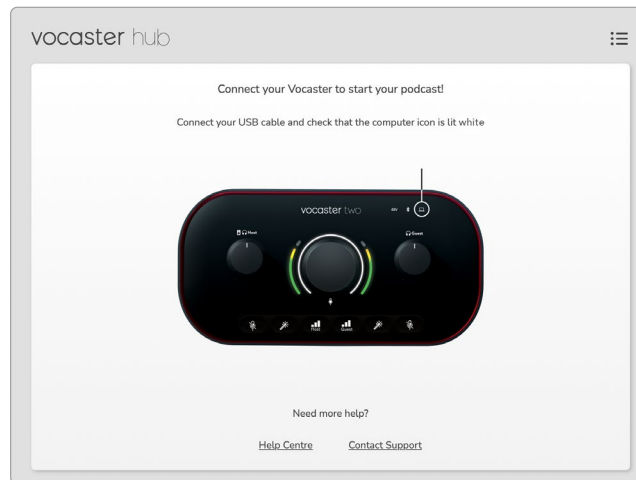 vocaster hub
Connect your Vocaster to start your podcast!
Connect your USB cable and check that the computer icon is lit white
vocaster two
48V
Host
Guest
Host
Guest
Need more help?
Help Centre
Contact Support